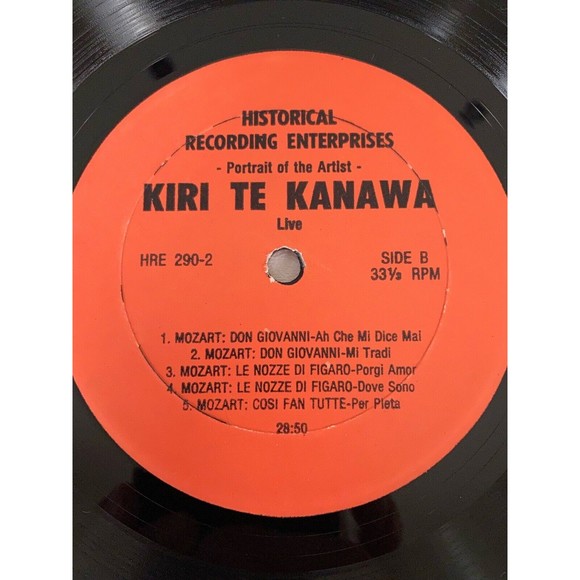 HISTORICAL
RECORDING ENTERPRISES
- Portrait of the Artist -
KIRI TE KANAWA
Live
HRE 290-2
SIDE B
33⅓ RPM
1. MOZART: DON GIOVANNI-Ah Che Mi Dice Mai
2. MOZART: DON GIOVANNI-Mi Tradi
3. MOZART: LE NOZZE DI FIGARO-Porgi Amor
4. MOZART: LE NOZZE DI FIGARO-Dove Sono
5. MOZART: COSI FAN TUTTE-Per Pieta
28:50